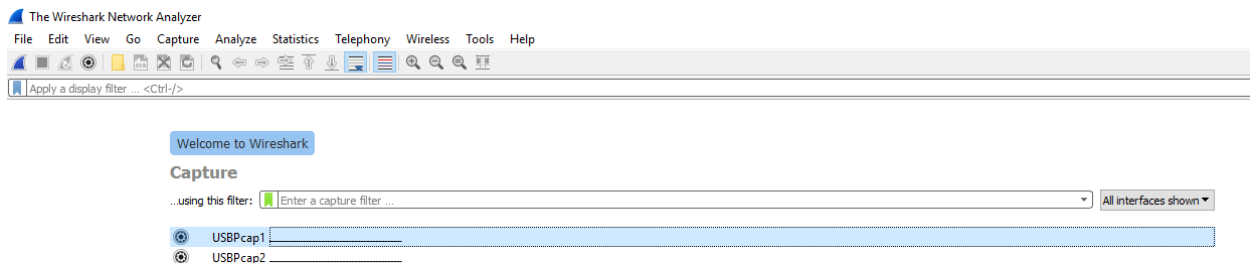 The Wireshark Network Analyzer
File Edit View Go Capture Analyze Statistics Telephony Wireless Tools Help
Apply a display filter ... <Ctrl-/>
Welcome to Wireshark
Capture
...using this filter: Enter a capture filter ... All interfaces shown
USBPcap1
USBPcap2